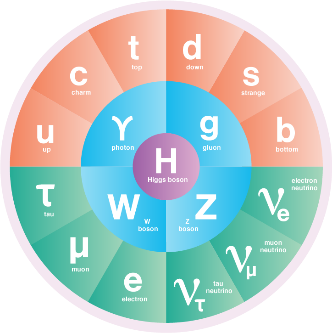 t
top
d
down
c
charm
s
strange
u
up
b
bottom
γ
photon
g
gluon
H
Higgs boson
W
W
boson
Z
Z
boson
τ
tau
μ
muon
e
electron
νe
electron
neutrino
νμ
muon
neutrino
ντ
tau
neutrino